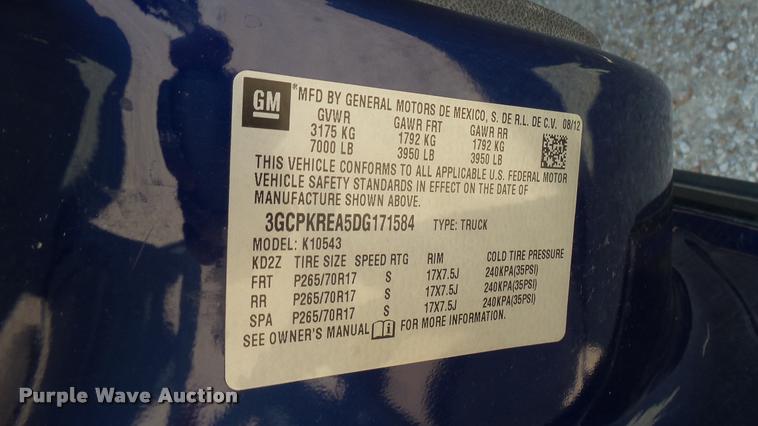 GM
*MFD BY GENERAL MOTORS DE MEXICO, S. DE R.L. DE C.V. 08/12
GVWR GAWR FRT GAWR RR
3175 KG 1792 KG 1792 KG
7000 LB 3950 LB 3950 LB
THIS VEHICLE CONFORMS TO ALL APPLICABLE U.S. FEDERAL MOTOR
VEHICLE SAFETY STANDARDS IN EFFECT ON THE DATE OF
MANUFACTURE SHOWN ABOVE.
3GCPKREA5DG171584 TYPE: TRUCK
MODEL: K10543
KD2Z TIRE SIZE SPEED RTG RIM COLD TIRE PRESSURE
FRT P265/70R17 S 17X7.5J 240KPA(35PSI)
RR P265/70R17 S 17X7.5J 240KPA(35PSI)
SPA P265/70R17 S 17X7.5J 240KPA(35PSI)
SEE OWNER'S MANUAL FOR MORE INFORMATION.
Purple Wave Auction